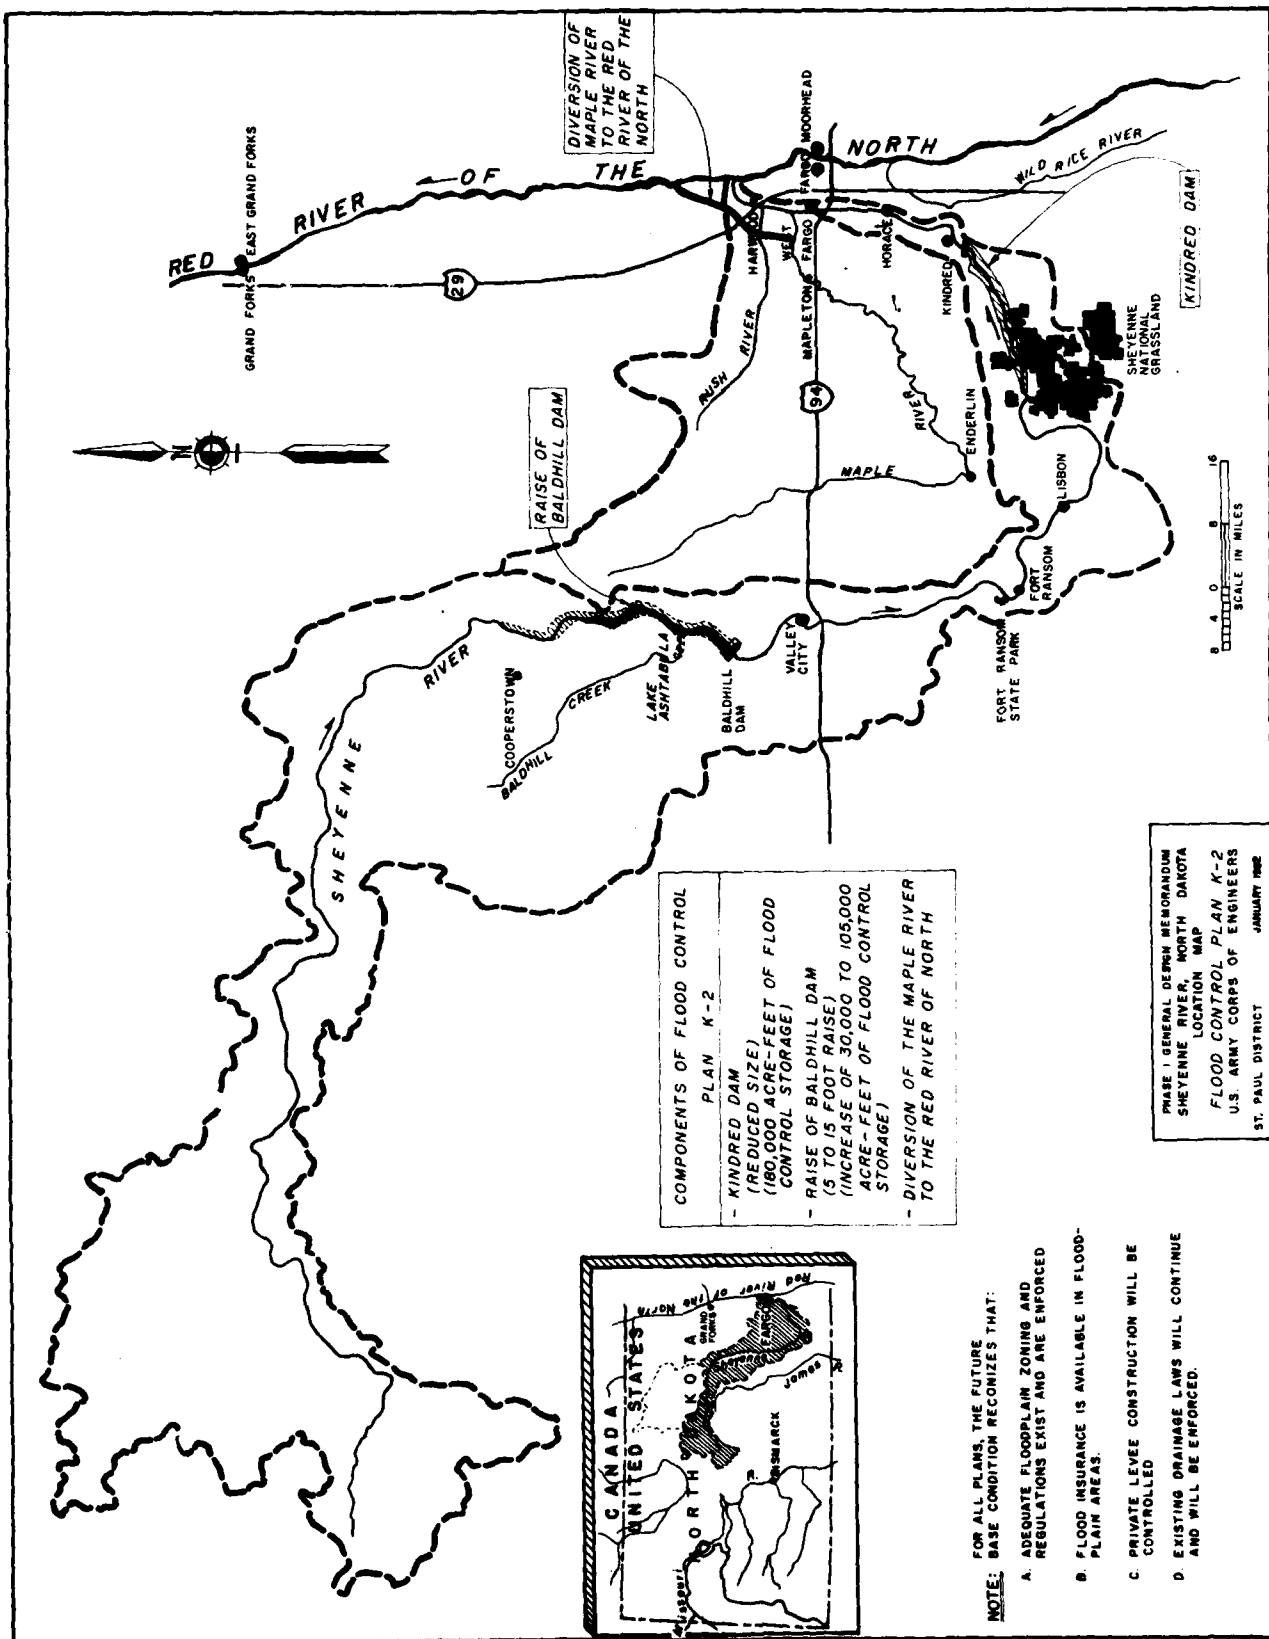 RED RIVER OF THE NORTH
GRAND FORKS
EAST GRAND FORKS
29
DIVERSION OF
MAPLE RIVER
TO THE RED
RIVER OF THE
NORTH
N
RAISE OF
BALDHILL DAM
RUSH RIVER
HARWOOD
WEST
FARGO
FARGO
MOORHEAD
MAPLETON
94
WILD RICE RIVER
HORACE
KINDRED
KINDRED DAM
SHEYENNE
NATIONAL
GRASSLAND
MAPLE RIVER
ENDERLIN
LISBON
FORT
RANSOM
FORT RANSOM
STATE PARK
VALLEY
CITY
BALDHILL
DAM
LAKE
ASHTABULA
BALDHILL CREEK
COOPERSTOWN
SHEYENNE RIVER
8 4 0 8 16
SCALE IN MILES
COMPONENTS OF FLOOD CONTROL
PLAN K-2
- KINDRED DAM
(REDUCED SIZE)
(180,000 ACRE-FEET OF FLOOD
CONTROL STORAGE)
- RAISE OF BALDHILL DAM
(5 TO 15 FOOT RAISE)
(INCREASE OF 30,000 TO 105,000
ACRE-FEET OF FLOOD CONTROL
STORAGE)
- DIVERSION OF THE MAPLE RIVER
TO THE RED RIVER OF NORTH
CANADA
UNITED STATES
NORTH DAKOTA
Red River of the North
GRAND
FORKS
FARGO
James R
BISMARCK
Missouri R.
NOTE: FOR ALL PLANS, THE FUTURE
BASE CONDITION RECONIZES THAT:
A. ADEQUATE FLOODPLAIN ZONING AND
REGULATIONS EXIST AND ARE ENFORCED
B. FLOOD INSURANCE IS AVAILABLE IN FLOOD-
PLAIN AREAS.
C. PRIVATE LEVEE CONSTRUCTION WILL BE
CONTROLLED
D. EXISTING DRAINAGE LAWS WILL CONTINUE
AND WILL BE ENFORCED.
PHASE I GENERAL DESIGN MEMORANDUM
SHEYENNE RIVER, NORTH DAKOTA
LOCATION MAP
FLOOD CONTROL PLAN K-2
U.S. ARMY CORPS OF ENGINEERS
ST. PAUL DISTRICT JANUARY 1982